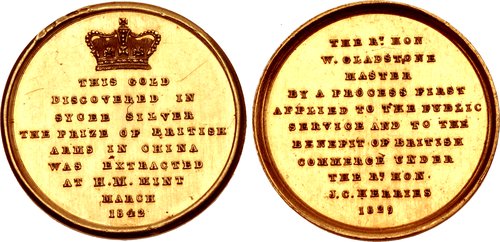 THIS GOLD
DISCOVERED IN
SYCEE SILVER
THE PRIZE OF BRITISH
ARMS IN CHINA
WAS EXTRACTED
AT H.M. MINT
MARCH
1842
THE RT. HON
W. GLADSTONE
MASTER
BY A PROCESS FIRST
APPLIED TO THE PUBLIC
SERVICE AND TO THE
BENEFIT OF BRITISH
COMMERCE UNDER
THE RT. HON.
J.C. HERRIES
1829